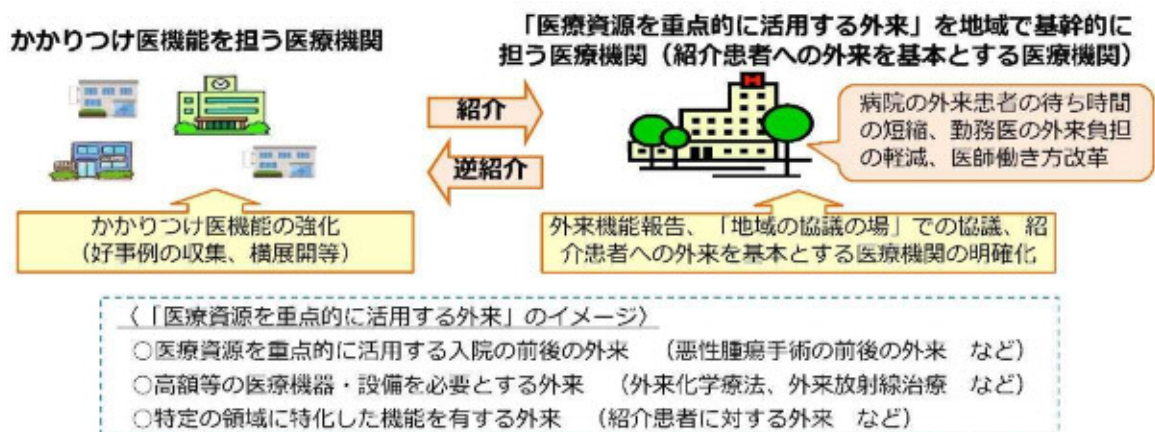 かかりつけ医機能を担う医療機関
「医療資源を重点的に活用する外来」を地域で基幹的に
担う医療機関（紹介患者への外来を基本とする医療機関）
紹介
逆紹介
H
病院の外来患者の待ち時間
の短縮、勤務医の外来負担
の軽減、医師働き方改革
かかりつけ医機能の強化
（好事例の収集、横展開等）
外来機能報告、「地域の協議の場」での協議、紹
介患者への外来を基本とする医療機関の明確化
〈「医療資源を重点的に活用する外来」のイメージ〉
○医療資源を重点的に活用する入院の前後の外来　（悪性腫瘍手術の前後の外来　など）
○高額等の医療機器・設備を必要とする外来　（外来化学療法、外来放射線治療　など）
○特定の領域に特化した機能を有する外来　（紹介患者に対する外来　など）